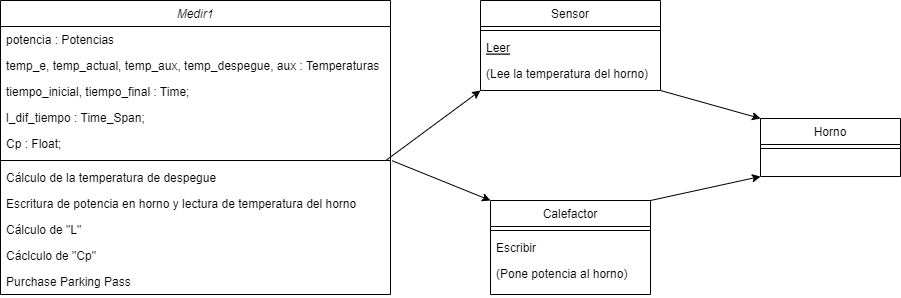 Medir1
potencia : Potencias
temp_e, temp_actual, temp_aux, temp_despegue, aux : Temperaturas
tiempo_inicial, tiempo_final : Time;
l_dif_tiempo : Time_Span;
Cp : Float;
Cálculo de la temperatura de despegue
Escritura de potencia en horno y lectura de temperatura del horno
Cálculo de "L"
Cáclculo de "Cp"
Purchase Parking Pass
Sensor
Leer
(Lee la temperatura del horno)
Calefactor
Escribir
(Pone potencia al horno)
Horno